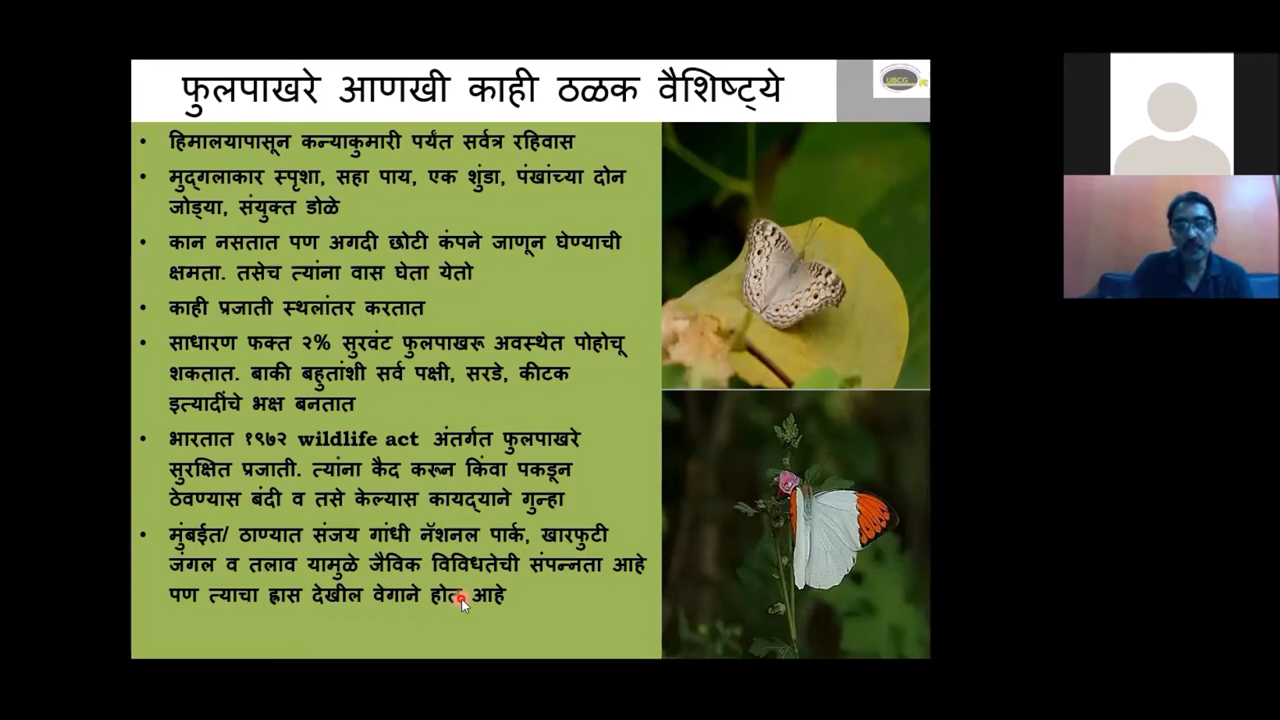 फुलपाखरे आणखी काही ठळक वैशिष्ट्ये
UBCG
हिमालयापासून कन्याकुमारी पर्यंत सर्वत्र रहिवास
मुद्गलाकार स्पृशा, सहा पाय, एक शुंडा, पंखांच्या दोन
जोड्या, संयुक्त डोळे
कान नसतात पण अगदी छोटी कंपने जाणून घेण्याची
क्षमता. तसेच त्यांना वास घेता येतो
काही प्रजाती स्थलांतर करतात
साधारण फक्त २% सुरवंट फुलपाखरू अवस्थेत पोहोचू
शकतात. बाकी बहुतांशी सर्व पक्षी, सरडे, कीटक
इत्यादींचे भक्ष बनतात
भारतात १९७२ wildlife act अंतर्गत फुलपाखरे
सुरक्षित प्रजाती. त्यांना कैद करून किंवा पकडून
ठेवण्यास बंदी व तसे केल्यास कायद्याने गुन्हा
मुंबईत/ ठाण्यात संजय गांधी नॅशनल पार्क, खारफुटी
जंगल व तलाव यामुळे जैविक विविधतेची संपन्नता आहे
पण त्याचा ह्रास देखील वेगाने होत आहे